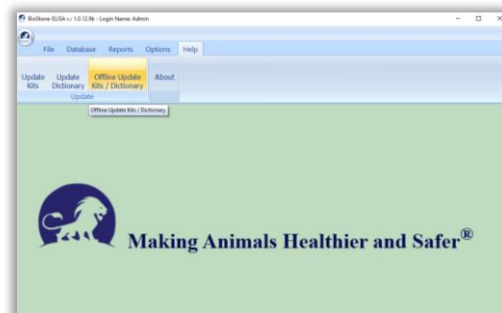 BioStone-ELISA v.: 1.0.12.9b - Login Name: Admin
File Database Reports Options Help
Update Kits
Update Dictionary
Offline Update Kits / Dictionary
About
Update
Offline Update Kits / Dictionary
Making Animals Healthier and Safer®